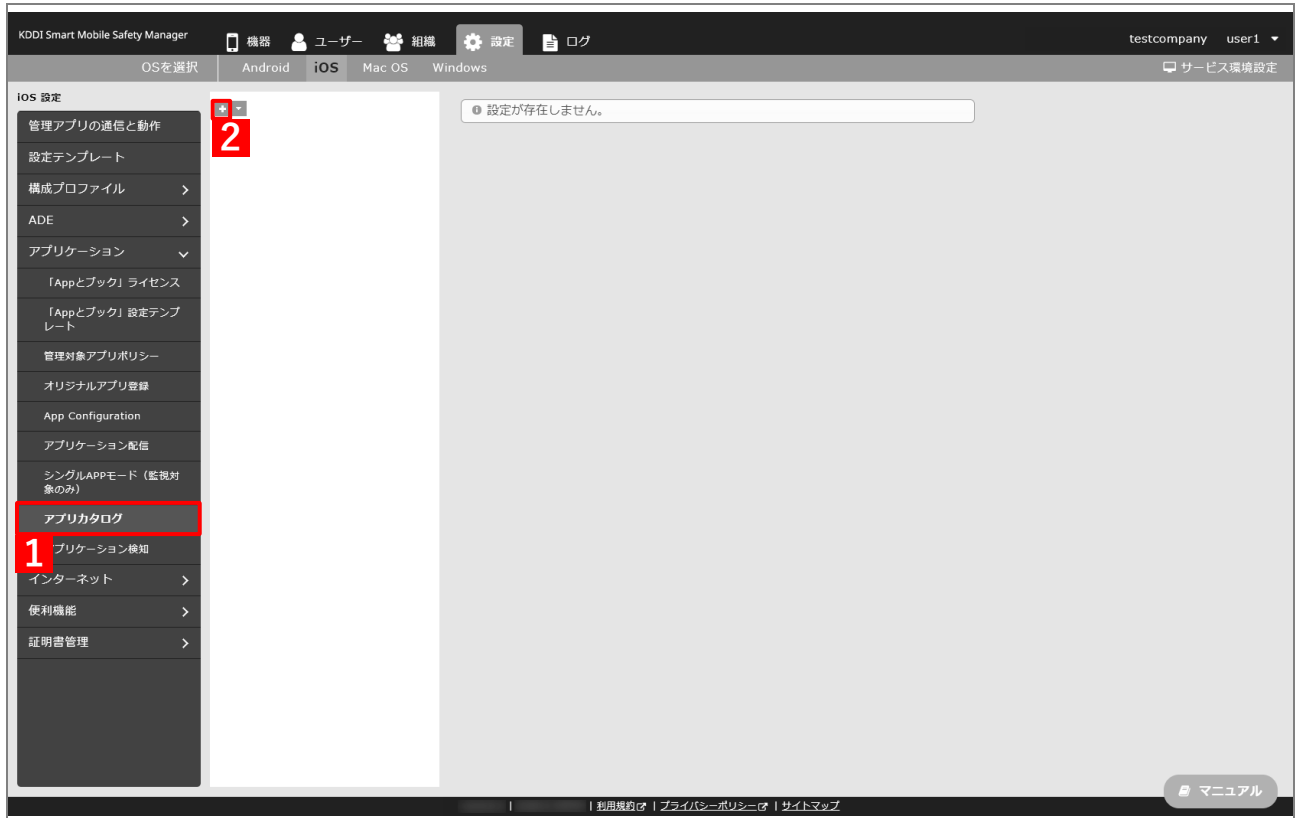 KDDI Smart Mobile Safety Manager
機器
ユーザー
組織
設定
ログ
testcompany
user1
OSを選択
Android
iOS
Mac OS
Windows
サービス環境設定
iOS 設定
管理アプリの通信と動作
設定テンプレート
構成プロファイル
ADE
アプリケーション
「Appとブック」ライセンス
「Appとブック」設定テンプ
レート
管理対象アプリポリシー
オリジナルアプリ登録
App Configuration
アプリケーション配信
シングルAPPモード（監視対
象のみ）
アプリカタログ
1
プリケーション検知
インターネット
便利機能
証明書管理
2
設定が存在しません。
マニュアル
| | 利用規約 | プライバシーポリシー | サイトマップ